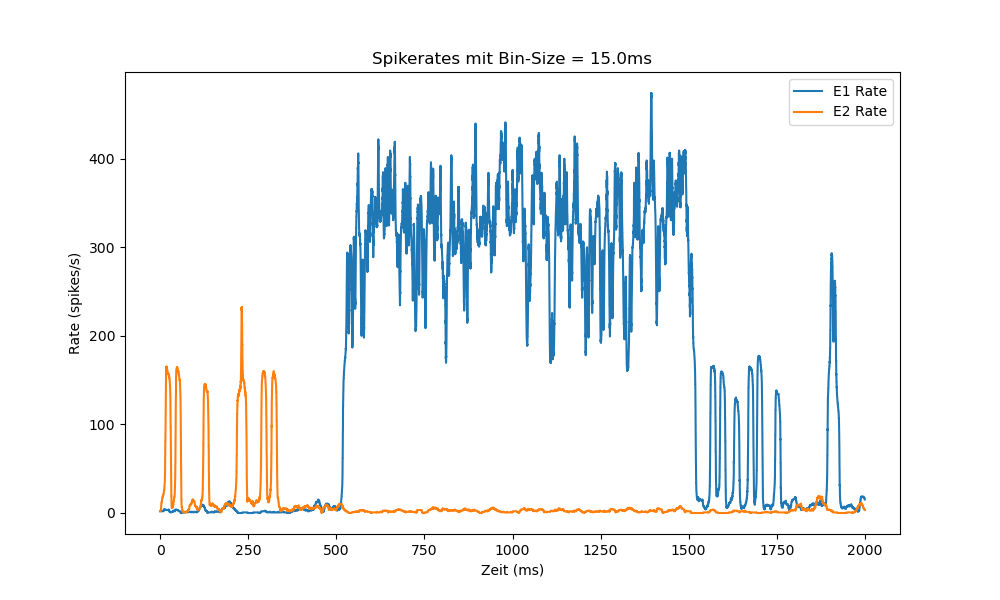 Spikerates mit Bin-Size = 15.0ms
E1 Rate
E2 Rate
Rate (spikes/s)
400
300
200
100
0
0 250 500 750 1000 1250 1500 1750 2000
Zeit (ms)